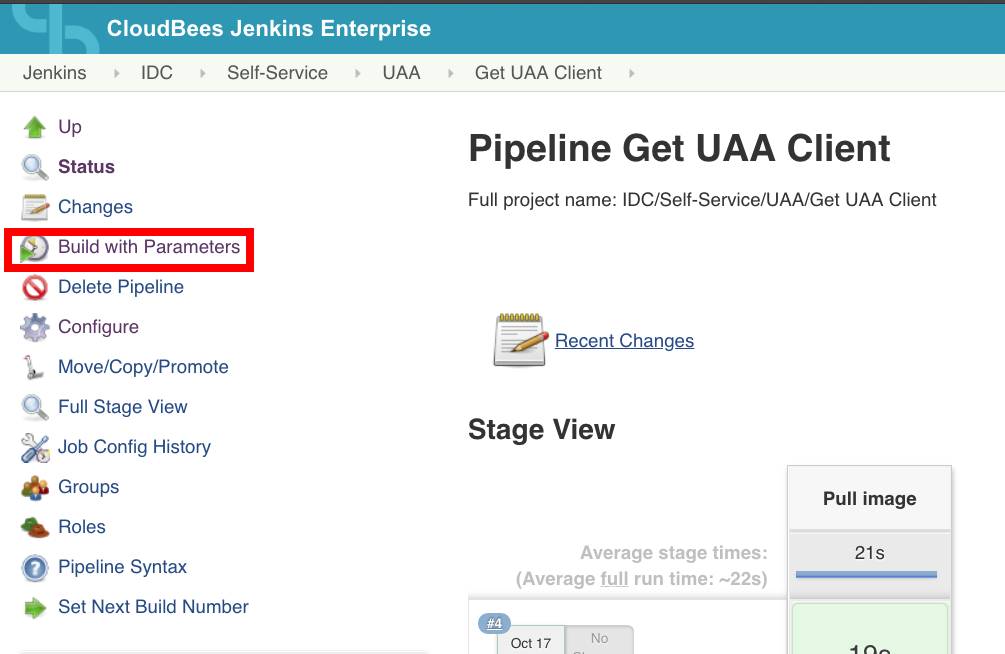 CloudBees Jenkins Enterprise
Jenkins IDC Self-Service UAA Get UAA Client
Up
Status
Changes
Build with Parameters
Delete Pipeline
Configure
Move/Copy/Promote
Full Stage View
Job Config History
Groups
Roles
Pipeline Syntax
Set Next Build Number
Pipeline Get UAA Client
Full project name: IDC/Self-Service/UAA/Get UAA Client
Recent Changes
Stage View
Pull image
Average stage times:
(Average full run time: ~22s)
21s
#4
Oct 17
No